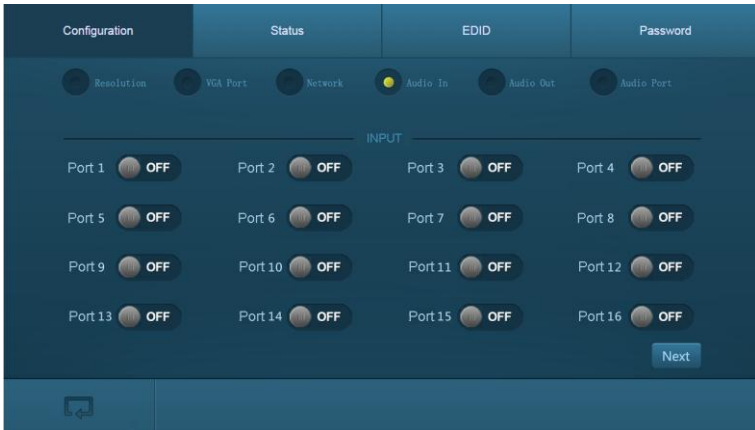 Configuration Status EDID Password
Resolution VGA Port Network Audio In Audio Out Audio Port
INPUT
Port 1 OFF Port 2 OFF Port 3 OFF Port 4 OFF
Port 5 OFF Port 6 OFF Port 7 OFF Port 8 OFF
Port 9 OFF Port 10 OFF Port 11 OFF Port 12 OFF
Port 13 OFF Port 14 OFF Port 15 OFF Port 16 OFF
Next